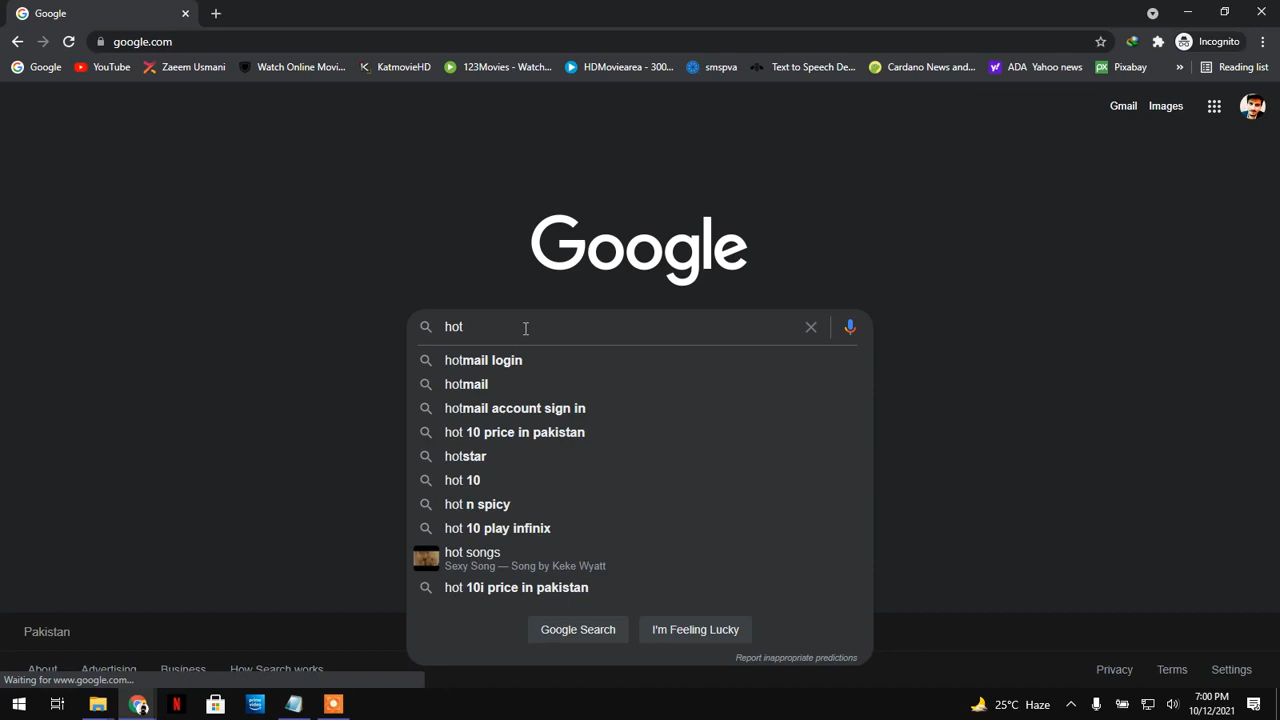 Google
google.com
Incognito
Google YouTube Zaeem Usmani Watch Online Movi... KatmovieHD 123Movies - Watch... HDMoviearea - 300... smspva Text to Speech De... Cardano News and... ADA Yahoo news Pixabay » Reading list
Gmail Images
Google
hot
hotmail login
hotmail
hotmail account sign in
hot 10 price in pakistan
hotstar
hot 10
hot n spicy
hot 10 play infinix
hot songs
Sexy Song — Song by Keke Wyatt
hot 10i price in pakistan
Google Search I'm Feeling Lucky
Report inappropriate predictions
Pakistan
About Advertising Business How Search works Privacy Terms Settings
Waiting for www.google.com...
25°C Haze 7:00 PM
10/12/2021